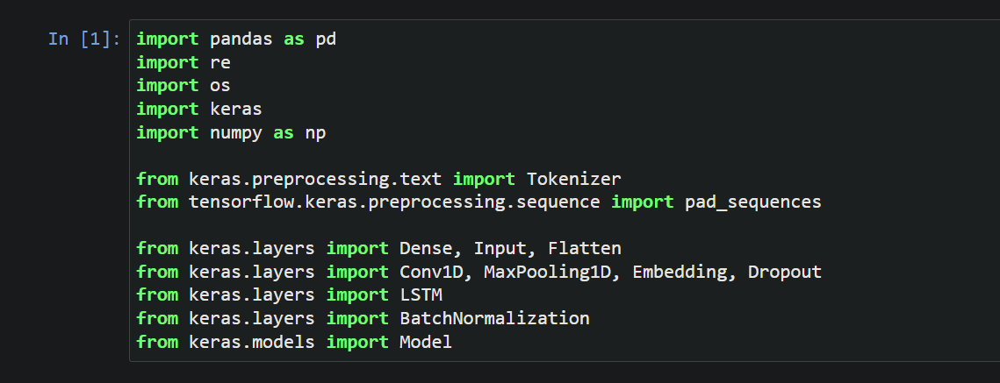 In [1]: import pandas as pd
import re
import os
import keras
import numpy as np
from keras.preprocessing.text import Tokenizer
from tensorflow.keras.preprocessing.sequence import pad_sequences
from keras.layers import Dense, Input, Flatten
from keras.layers import Conv1D, MaxPooling1D, Embedding, Dropout
from keras.layers import LSTM
from keras.layers import BatchNormalization
from keras.models import Model